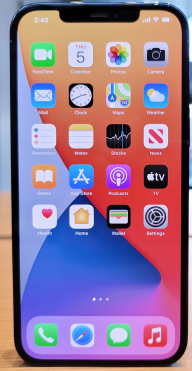 2:40
THU
5
FaceTime Calendar Photos Camera
Mail Clock Maps Weather
Reminders Notes Stocks News
tv
Books App Store Podcasts TV
Health Home Wallet Settings